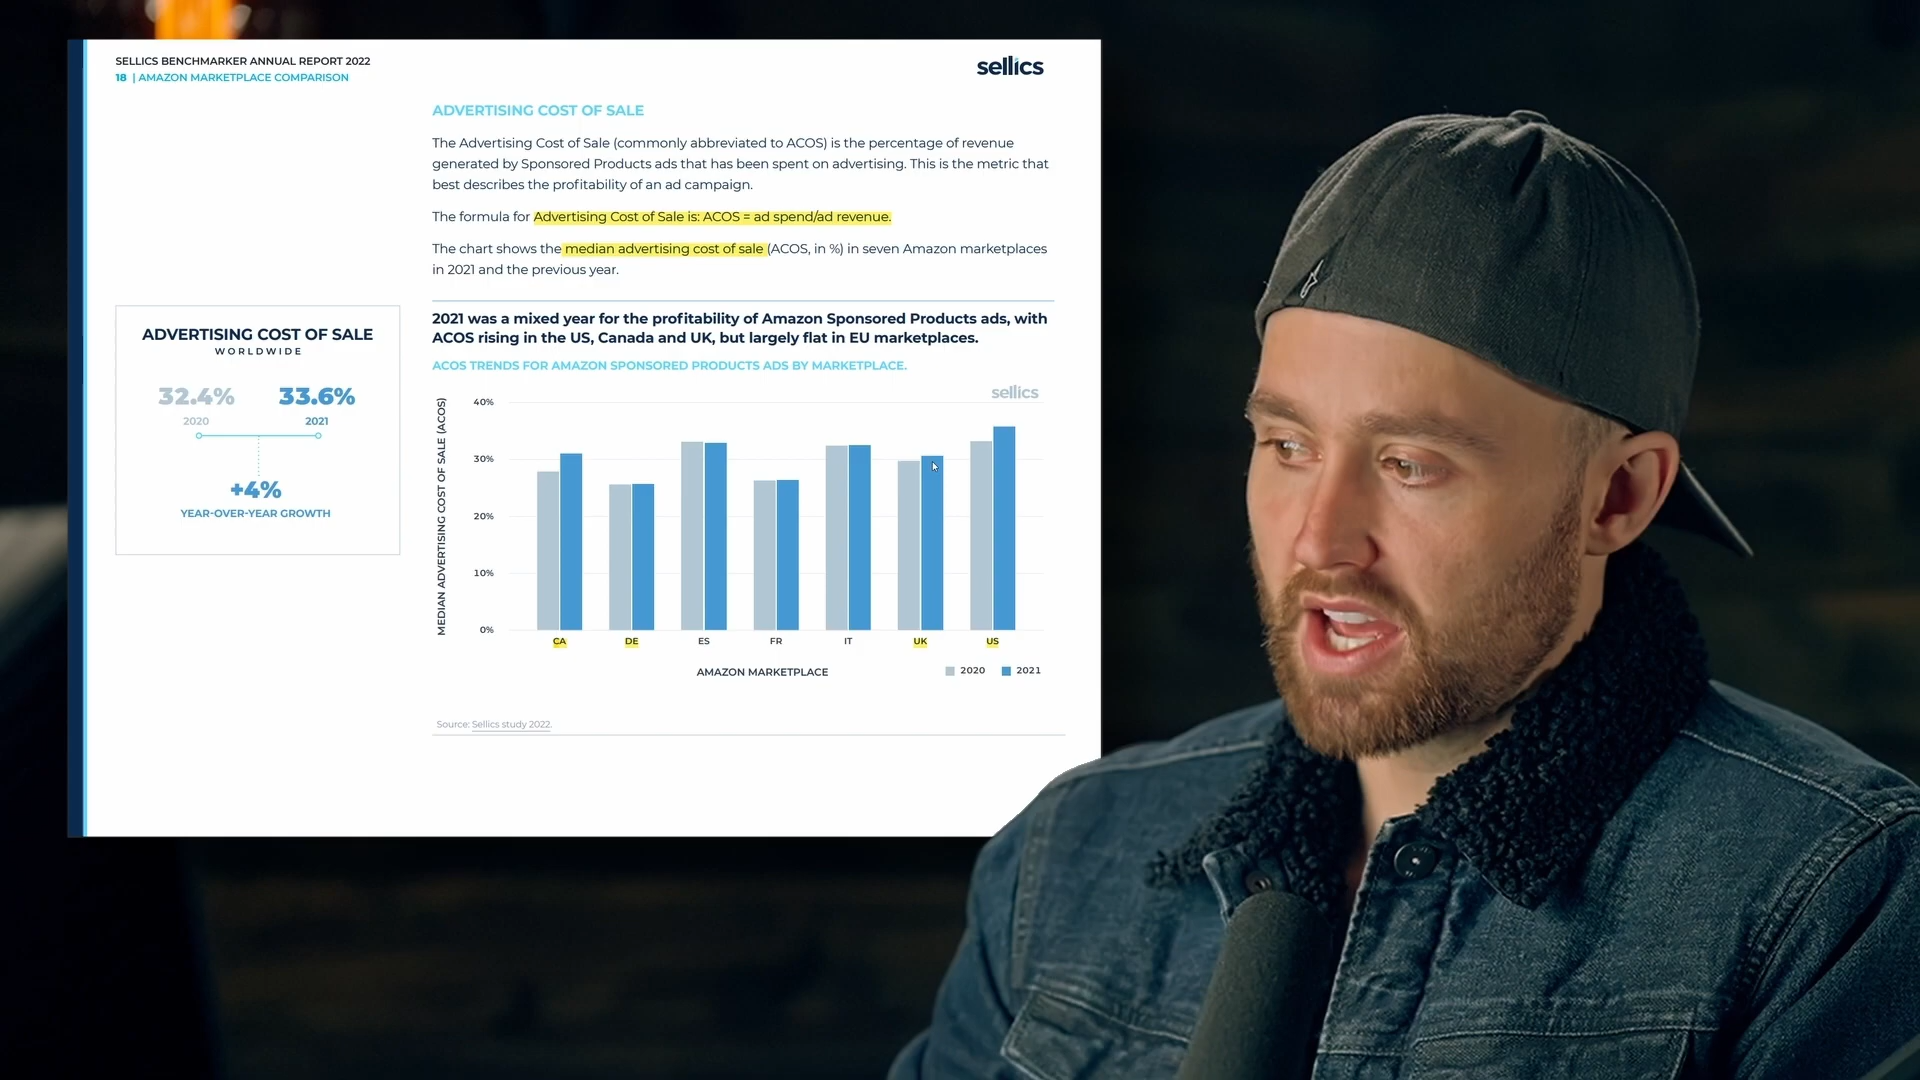 SELLICS BENCHMARKER ANNUAL REPORT 2022
18 | AMAZON MARKETPLACE COMPARISON
sellics
ADVERTISING COST OF SALE
The Advertising Cost of Sale (commonly abbreviated to ACOS) is the percentage of revenue
generated by Sponsored Products ads that has been spent on advertising. This is the metric that
best describes the profitability of an ad campaign.
The formula for Advertising Cost of Sale is: ACOS = ad spend/ad revenue.
The chart shows the median advertising cost of sale (ACOS, in %) in seven Amazon marketplaces
in 2021 and the previous year.
ADVERTISING COST OF SALE
WORLDWIDE
32.4% 33.6%
2020 2021
+4%
YEAR-OVER-YEAR GROWTH
2021 was a mixed year for the profitability of Amazon Sponsored Products ads, with
ACOS rising in the US, Canada and UK, but largely flat in EU marketplaces.
ACOS TRENDS FOR AMAZON SPONSORED PRODUCTS ADS BY MARKETPLACE.
sellics
MEDIAN ADVERTISING COST OF SALE (ACOS)
40%
30%
20%
10%
0%
CA DE ES FR IT UK US
AMAZON MARKETPLACE
2020 2021
Source: Sellics study 2022.